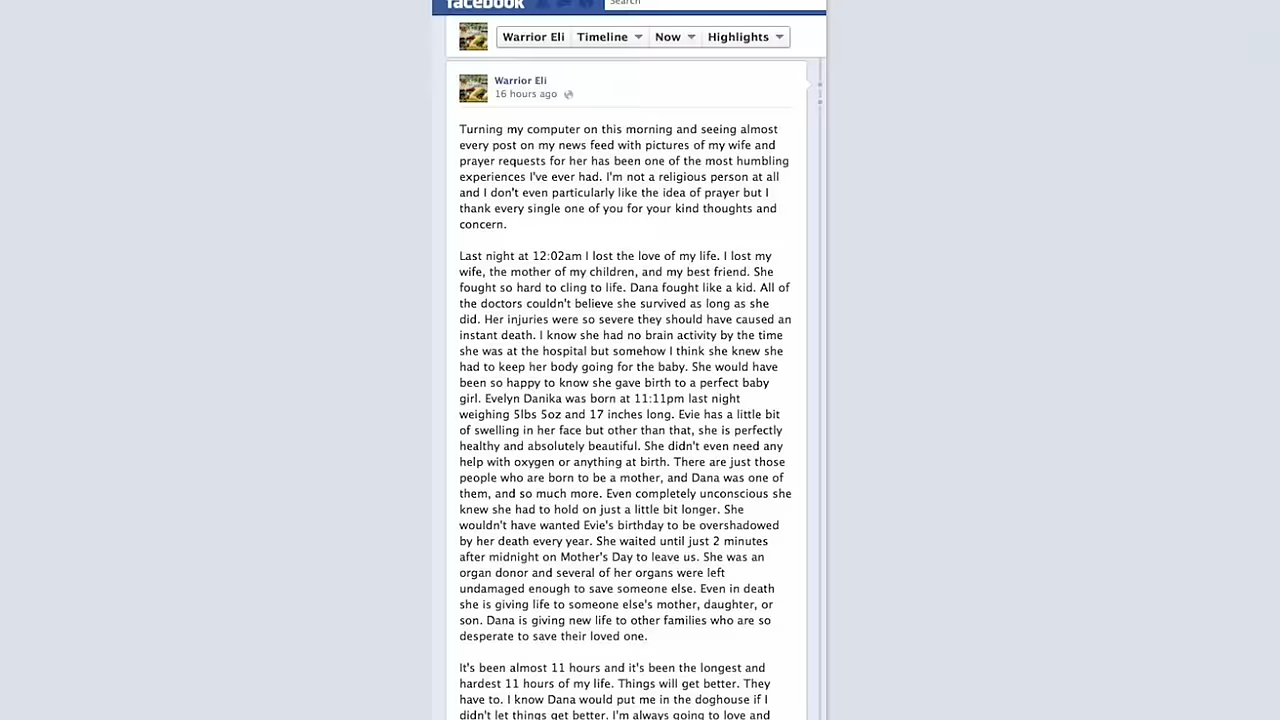 facebook
Search
Warrior Eli Timeline Now Highlights
Warrior Eli
16 hours ago
Turning my computer on this morning and seeing almost
every post on my news feed with pictures of my wife and
prayer requests for her has been one of the most humbling
experiences I've ever had. I'm not a religious person at all
and I don't even particularly like the idea of prayer but I
thank every single one of you for your kind thoughts and
concern.
Last night at 12:02am I lost the love of my life. I lost my
wife, the mother of my children, and my best friend. She
fought so hard to cling to life. Dana fought like a kid. All of
the doctors couldn't believe she survived as long as she
did. Her injuries were so severe they should have caused an
instant death. I know she had no brain activity by the time
she was at the hospital but somehow I think she knew she
had to keep her body going for the baby. She would have
been so happy to know she gave birth to a perfect baby
girl. Evelyn Danika was born at 11:11pm last night
weighing 5lbs 5oz and 17 inches long. Evie has a little bit
of swelling in her face but other than that, she is perfectly
healthy and absolutely beautiful. She didn't even need any
help with oxygen or anything at birth. There are just those
people who are born to be a mother, and Dana was one of
them, and so much more. Even completely unconscious she
knew she had to hold on just a little bit longer. She
wouldn't have wanted Evie's birthday to be overshadowed
by her death every year. She waited until just 2 minutes
after midnight on Mother's Day to leave us. She was an
organ donor and several of her organs were left
undamaged enough to save someone else. Even in death
she is giving life to someone else's mother, daughter, or
son. Dana is giving new life to other families who are so
desperate to save their loved one.
It's been almost 11 hours and it's been the longest and
hardest 11 hours of my life. Things will get better. They
have to. I know Dana would put me in the doghouse if I
didn't let things get better. I'm always going to love and